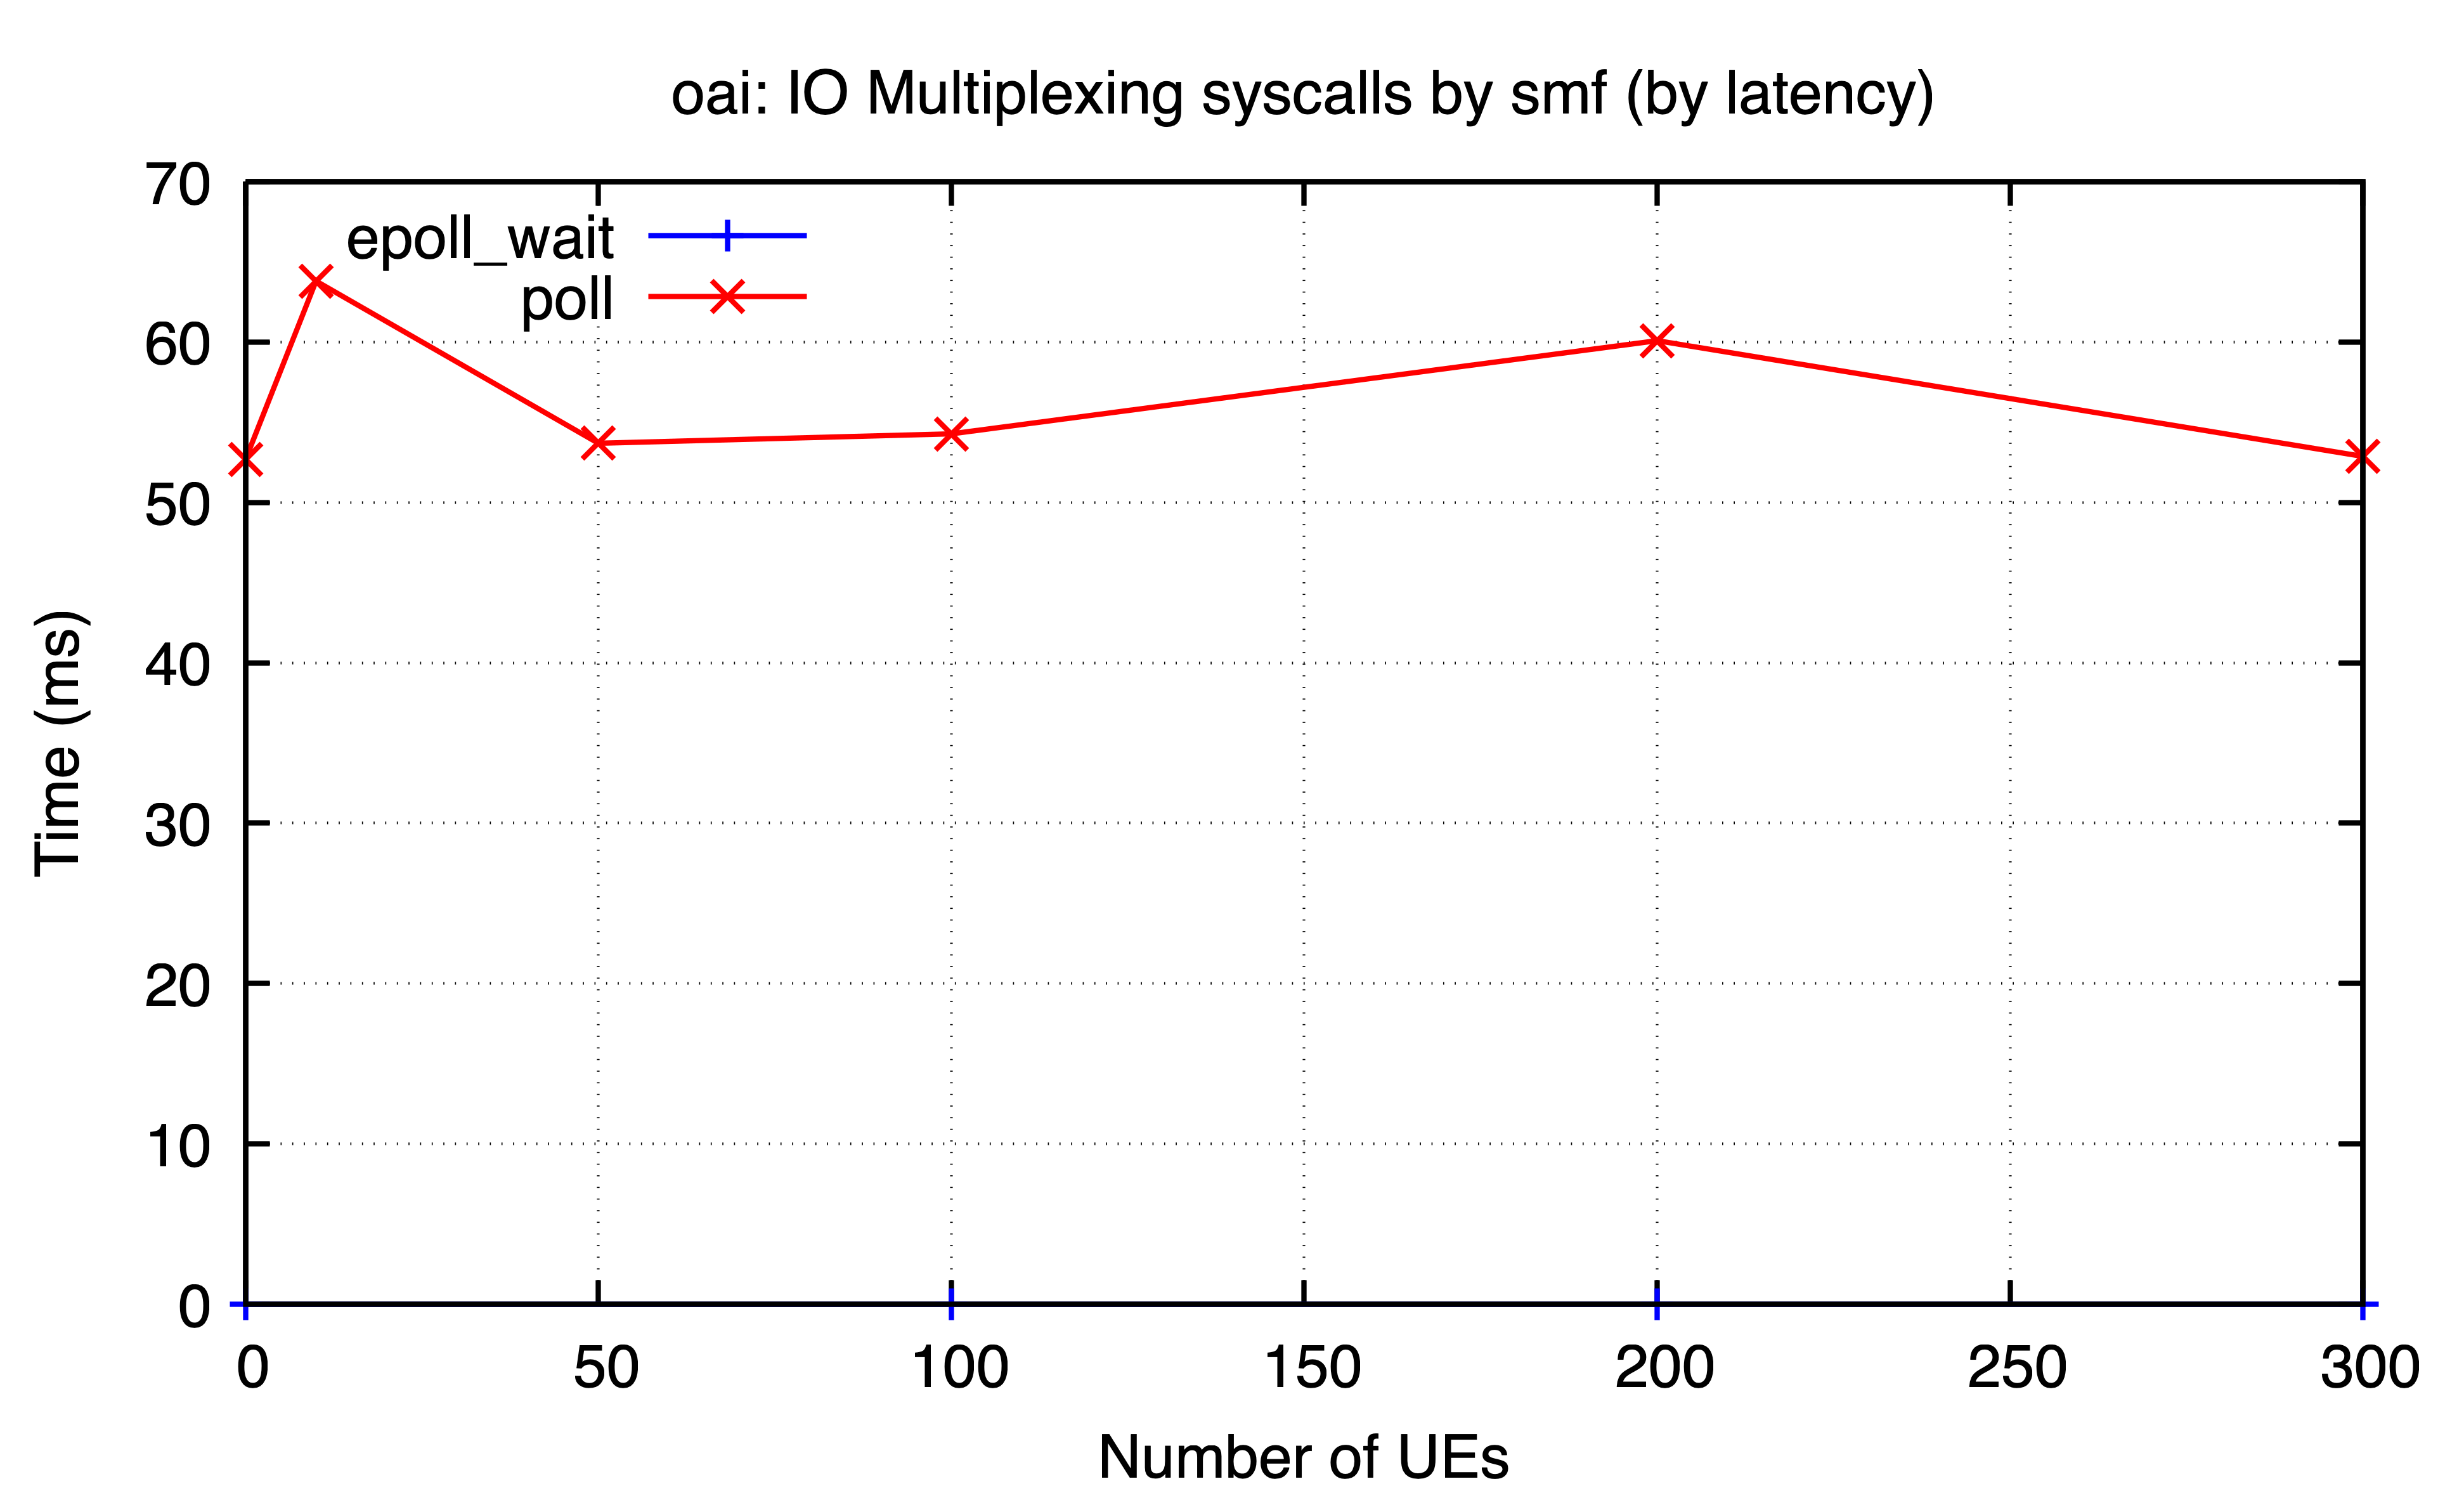 oai: IO Multiplexing syscalls by smf (by latency)
70
60
50
40
30
20
10
0
Time (ms)
epoll_wait
poll
0 50 100 150 200 250 300
Number of UEs